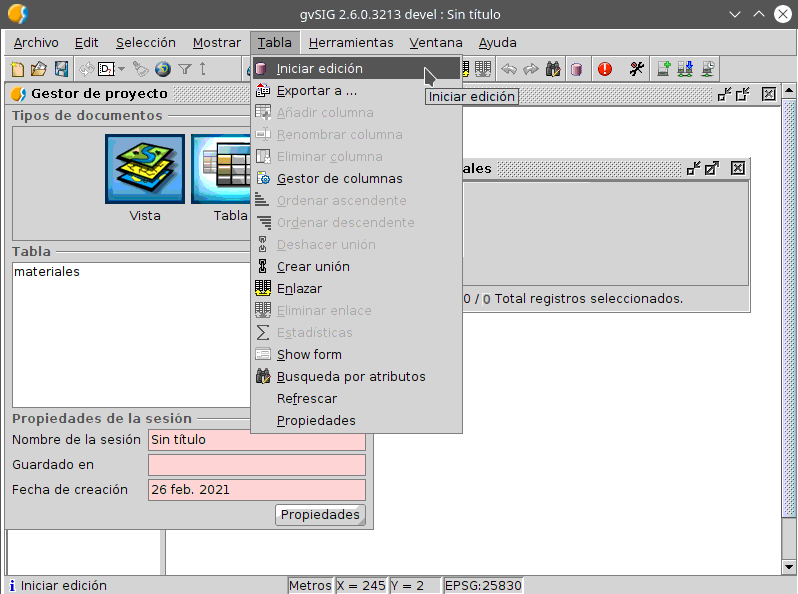 gvSIG 2.6.0.3213 devel : Sin título
Archivo Edit Selección Mostrar Tabla Herramientas Ventana Ayuda
Gestor de proyecto
Tipos de documentos
Vista
Tabla
Tabla
materiales
Propiedades de la sesión
Nombre de la sesión Sin título
Guardado en
Fecha de creación 26 feb. 2021
Propiedades
Iniciar edición
Exportar a ...
Añadir columna
Renombrar columna
Eliminar columna
Gestor de columnas
Ordenar ascendente
Ordenar descendente
Deshacer unión
Crear unión
Enlazar
Eliminar enlace
Estadísticas
Show form
Busqueda por atributos
Refrescar
Propiedades
Iniciar edición
ales
0 / 0 Total registros seleccionados.
Iniciar edición Metros X = 245 Y = 2 EPSG:25830